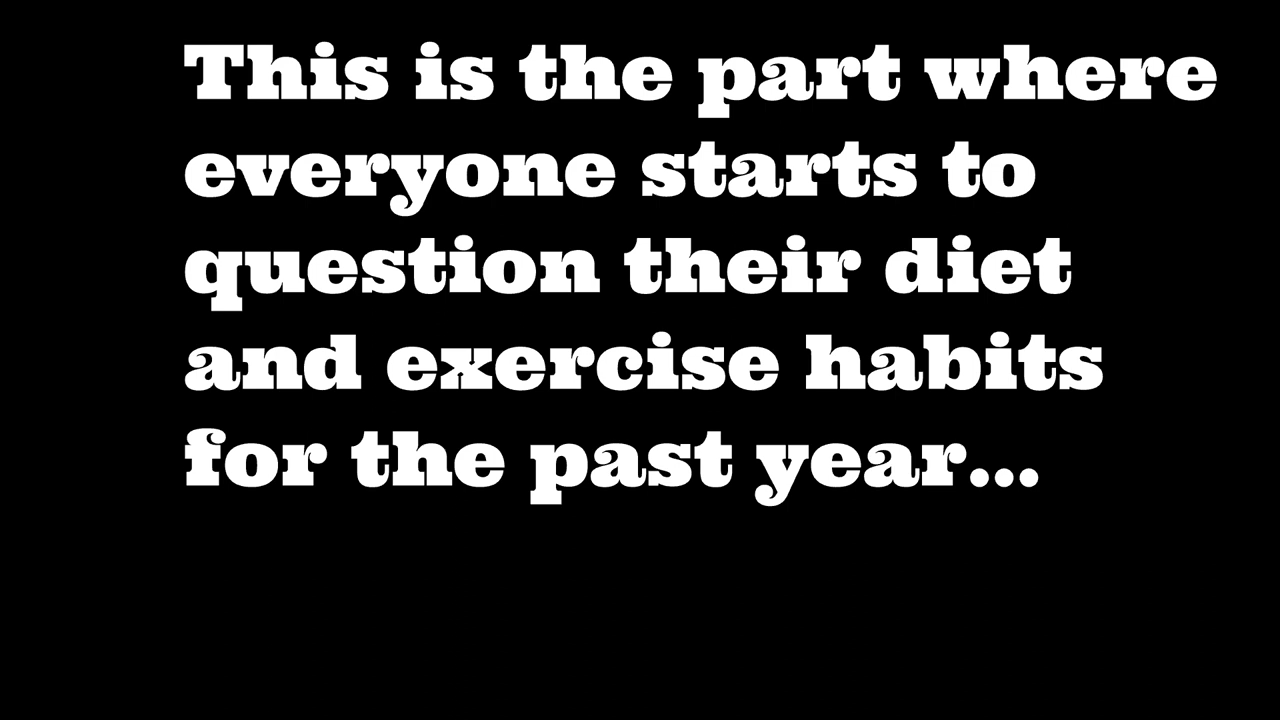 This is the part where
everyone starts to
question their diet
and exercise habits
for the past year...